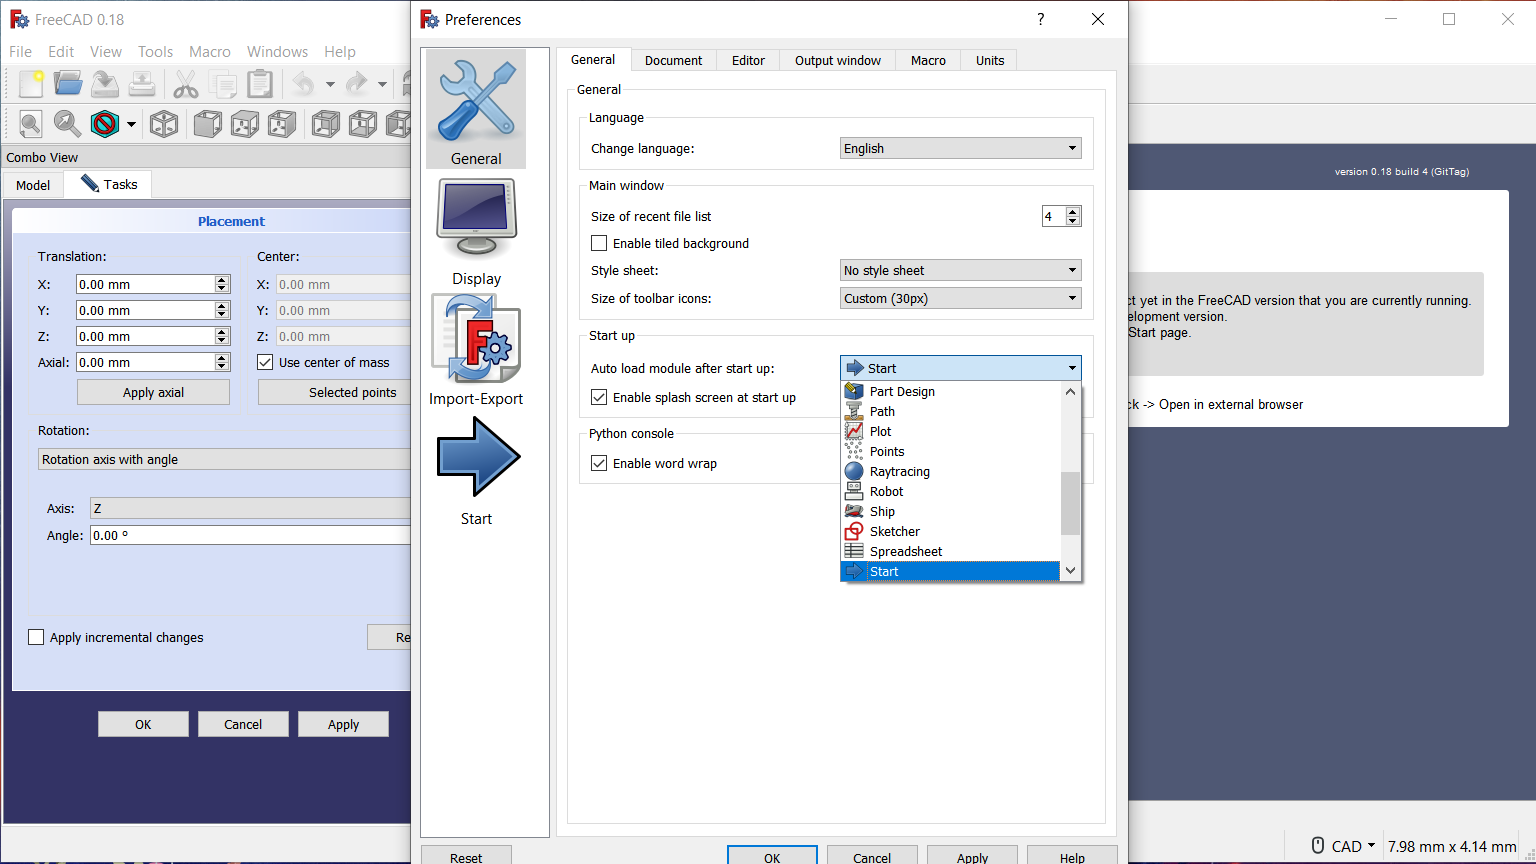 FreeCAD 0.18
File Edit View Tools Macro Windows Help
Combo View
Model
Tasks
Placement
Translation:
Center:
X: 0.00 mm
X: 0.00 mm
Y: 0.00 mm
Y: 0.00 mm
Z: 0.00 mm
Z: 0.00 mm
Axial: 0.00 mm
Use center of mass
Apply axial
Selected points
Rotation:
Rotation axis with angle
Axis: Z
Angle: 0.00 °
Apply incremental changes
Re
OK
Cancel
Apply
Preferences
?
General
Display
Import-Export
Start
General
Document
Editor
Output window
Macro
Units
General
Language
Change language: English
Main window
Size of recent file list 4
Enable tiled background
Style sheet: No style sheet
Size of toolbar icons: Custom (30px)
Start up
Auto load module after start up: Start
Enable splash screen at start up
Part Design
Path
Plot
Points
Raytracing
Robot
Ship
Sketcher
Spreadsheet
Start
Python console
Enable word wrap
Reset
OK
Cancel
Apply
Help
version 0.18 build 4 (GitTag)
ct yet in the FreeCAD version that you are currently running.
elopment version.
Start page.
ck -> Open in external browser
CAD
7.98 mm x 4.14 mm